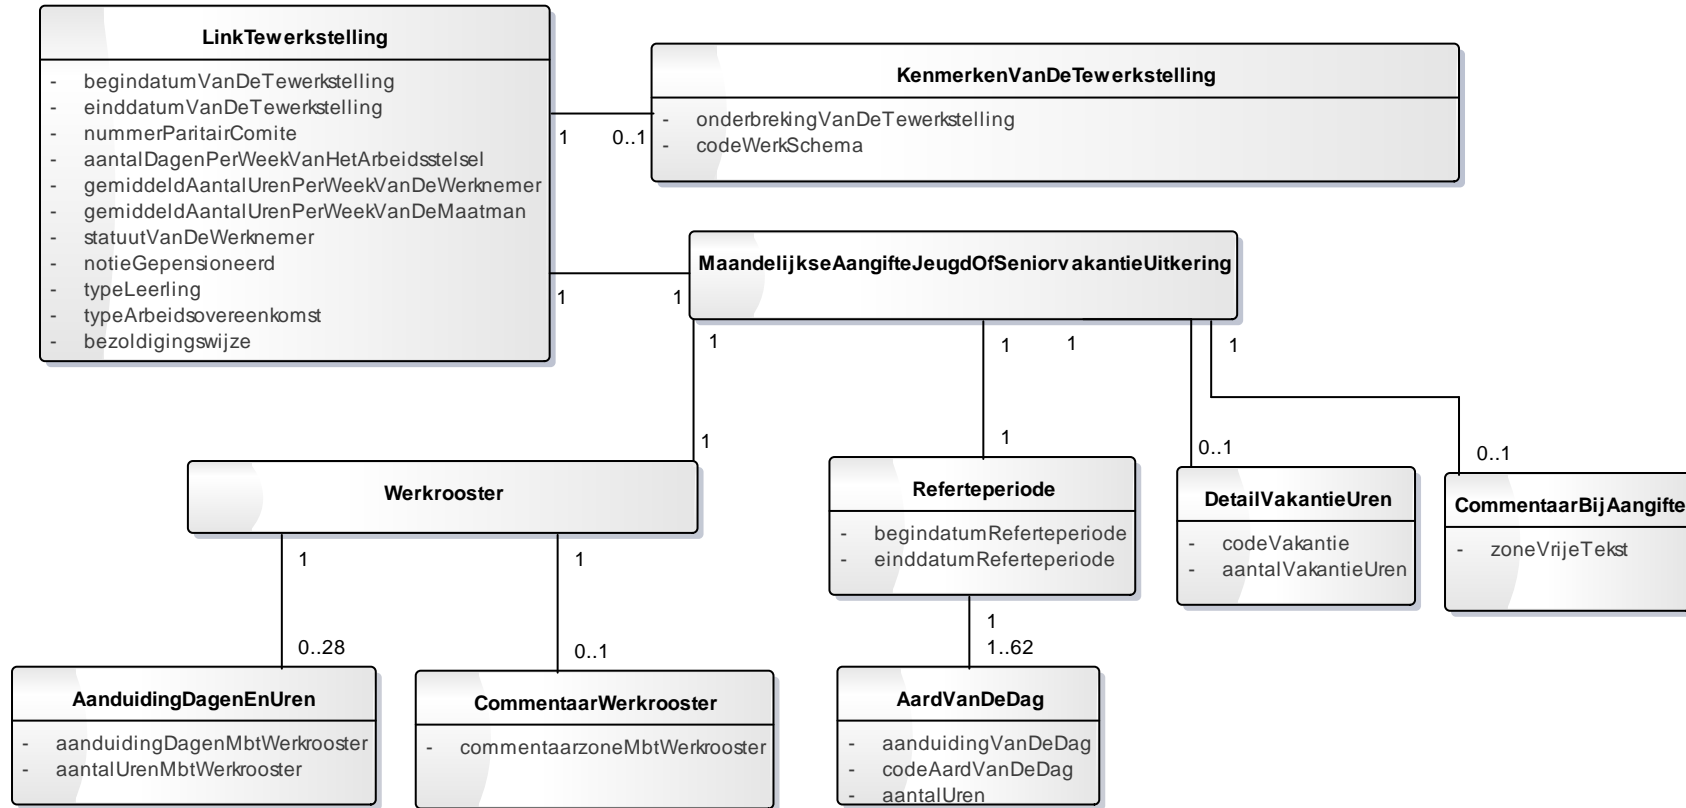 LinkTewerkstelling
- begindatumVanDeTewerkstelling
- einddatumVanDeTewerkstelling
- nummerParitairComite
- aantalDagenPerWeekVanHetArbeidsstelsel
- gemiddeldAantalUrenPerWeekVanDeWerknemer
- gemiddeldAantalUrenPerWeekVanDeMaatman
- statuutVanDeWerknemer
- notieGepensioneerd
- typeLeerling
- typeArbeidsovereenkomst
- bezoldigingswijze
1 0..1
KenmerkenVanDeTewerkstelling
- onderbrekingVanDeTewerkstelling
- codeWerkSchema
1 1
MaandelijkseAangifteJeugdOfSeniorvakantieUitkering
1 1 1 1
1 1 0..1 0..1
Werkrooster
Referteperiode
- begindatumReferteperiode
- einddatumReferteperiode
DetailVakantieUren
- codeVakantie
- aantalVakantieUren
CommentaarBijAangifte
- zoneVrijeTekst
1 1 1
0..28 0..1 1..62
AanduidingDagenEnUren
- aanduidingDagenMbtWerkrooster
- aantalUrenMbtWerkrooster
CommentaarWerkrooster
- commentaarzoneMbtWerkrooster
AardVanDeDag
- aanduidingVanDeDag
- codeAardVanDeDag
- aantalUren